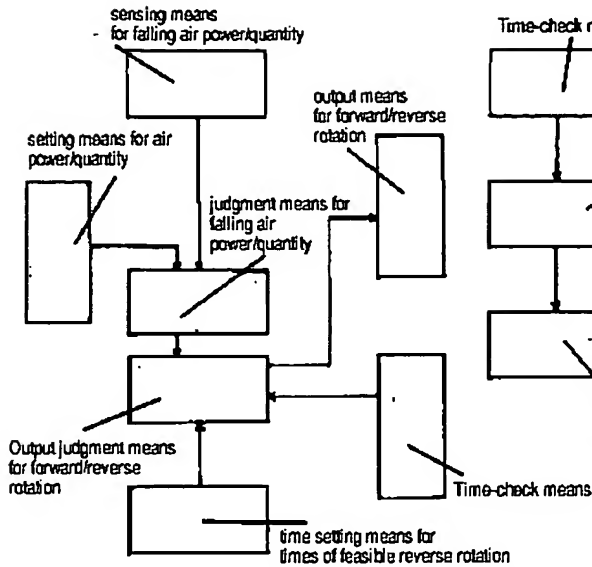 sensing means
for falling air power/quantity
Time-check
output means
for forward/reverse
rotation
setting means for air
power/quantity
judgment means for
falling air
power/quantity
Output judgment means
for forward/reverse
rotation
Time-check means
time setting means for
times of feasible reverse rotation